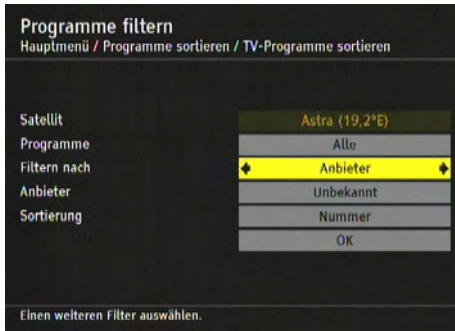 Programme filtern
Hauptmenü / Programme sortieren / TV-Programme sortieren
Satellit Astra (19,2°E)
Programme Alle
Filtern nach Anbieter
Anbieter Unbekannt
Sortierung Nummer
OK
Einen weiteren Filter auswählen.